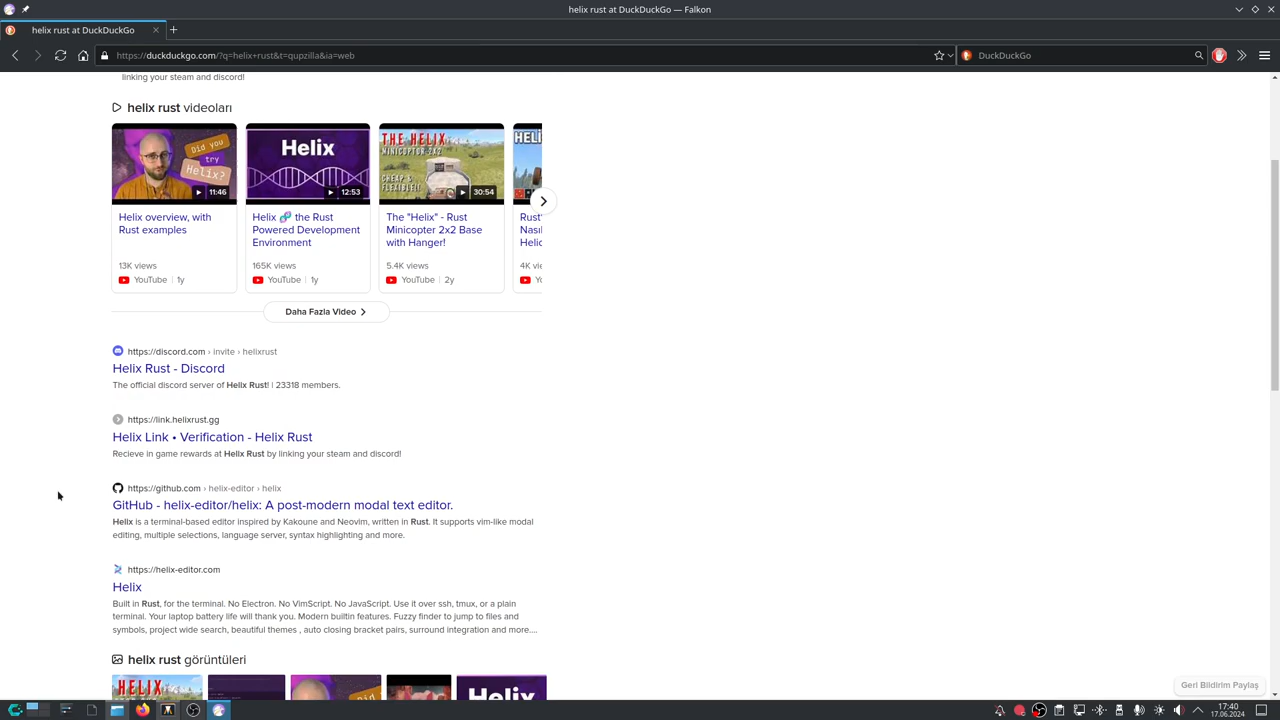 helix rust at DuckDuckGo — Falkon
helix rust at DuckDuckGo
https://duckduckgo.com/?q=helix+rust&t=qupzilla&ia=web
DuckDuckGo
linking your steam and discord!
helix rust videoları
Did you
try
Helix?
11:46
Helix
12:53
THE HELIX
MINICOPTER 2X2
CHEAP &
FLEXIBLE!!
30:54
HELI
Helix overview, with
Rust examples
13K views
YouTube | 1y
Helix 🧬 the Rust
Powered Development
Environment
165K views
YouTube | 1y
The "Helix" - Rust
Minicopter 2x2 Base
with Hanger!
5.4K views
YouTube | 2y
Rust'
Nasıl
Helic
4K vie
Daha Fazla Video
https://discord.com › invite › helixrust
Helix Rust - Discord
The official discord server of Helix Rust! | 23318 members.
https://link.helixrust.gg
Helix Link • Verification - Helix Rust
Recieve in game rewards at Helix Rust by linking your steam and discord!
https://github.com › helix-editor › helix
GitHub - helix-editor/helix: A post-modern modal text editor.
Helix is a terminal-based editor inspired by Kakoune and Neovim, written in Rust. It supports vim-like modal
editing, multiple selections, language server, syntax highlighting and more.
https://helix-editor.com
Helix
Built in Rust, for the terminal. No Electron. No VimScript. No JavaScript. Use it over ssh, tmux, or a plain
terminal. Your laptop battery life will thank you. Modern builtin features. Fuzzy finder to jump to files and
symbols, project wide search, beautiful themes , auto closing bracket pairs, surround integration and more....
helix rust görüntüleri
HELIX
Did
Helix
Geri Bildirim Paylaş
17:40
17.06.2024